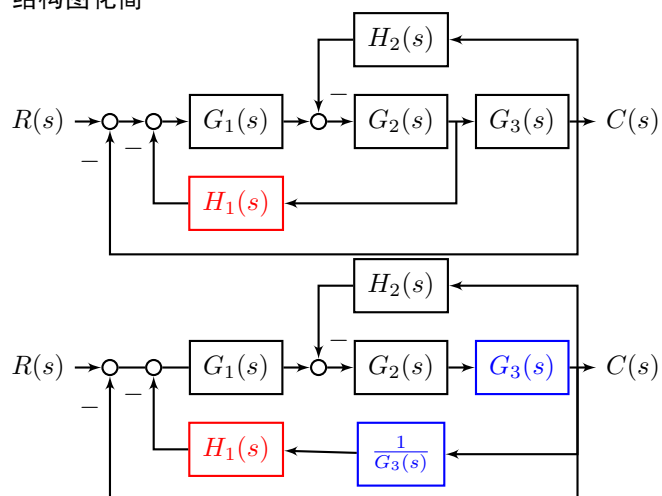 结构图化简
H₂(s)
R(s) G₁(s) − G₂(s) G₃(s) C(s)
− −
H₁(s)
H₂(s)
R(s) G₁(s) − G₂(s) G₃(s) C(s)
− −
H₁(s) 1/G₃(s)